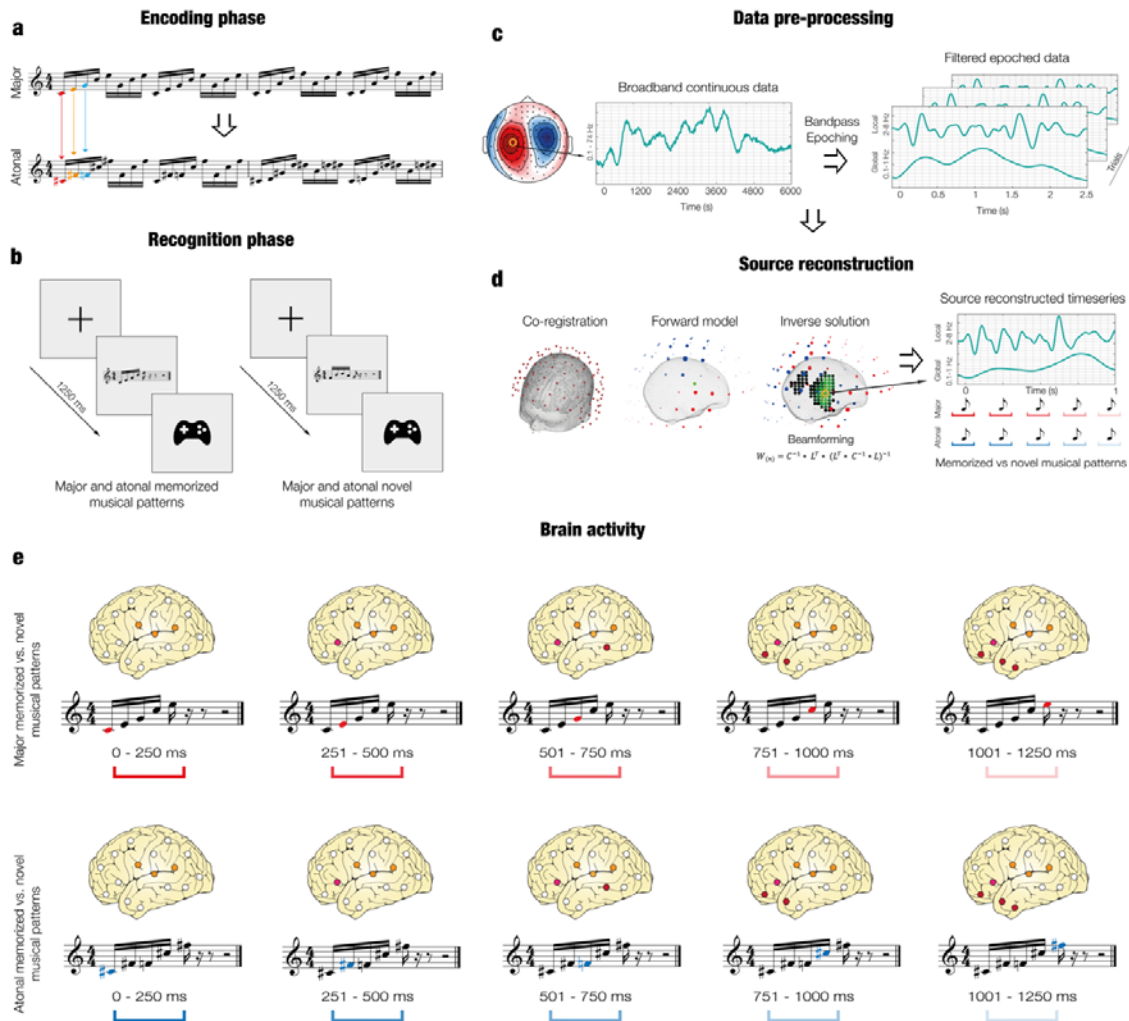 Encoding phase
a
Major
Atonal
Recognition phase
b
1250 ms
1250 ms
Major and atonal memorized
musical patterns
Major and atonal novel
musical patterns
Data pre-processing
c
Broadband continuous data
0 1200 2400 3600 4800 6000
Time (s)
Bandpass
Epoching
Filtered epoched data
Local
2-8 Hz
Global
0.1-1 Hz
0 0.5 1 1.5 2 2.5
Time (s)
Trials
Source reconstruction
d
Co-registration
Forward model
Inverse solution
Beamforming
W(n) = C⁻¹ * Lᵀ * (Lᵀ * C⁻¹ * L)⁻¹
Source reconstructed timeseries
Local
2-8 Hz
Global
0.1-1 Hz
0 Time (s) 1
Major
Atonal
Memorized vs novel musical patterns
Brain activity
e
Major memorized vs. novel
musical patterns
0 - 250 ms
251 - 500 ms
501 - 750 ms
751 - 1000 ms
1001 - 1250 ms
Atonal memorized vs. novel
musical patterns
0 - 250 ms
251 - 500 ms
501 - 750 ms
751 - 1000 ms
1001 - 1250 ms